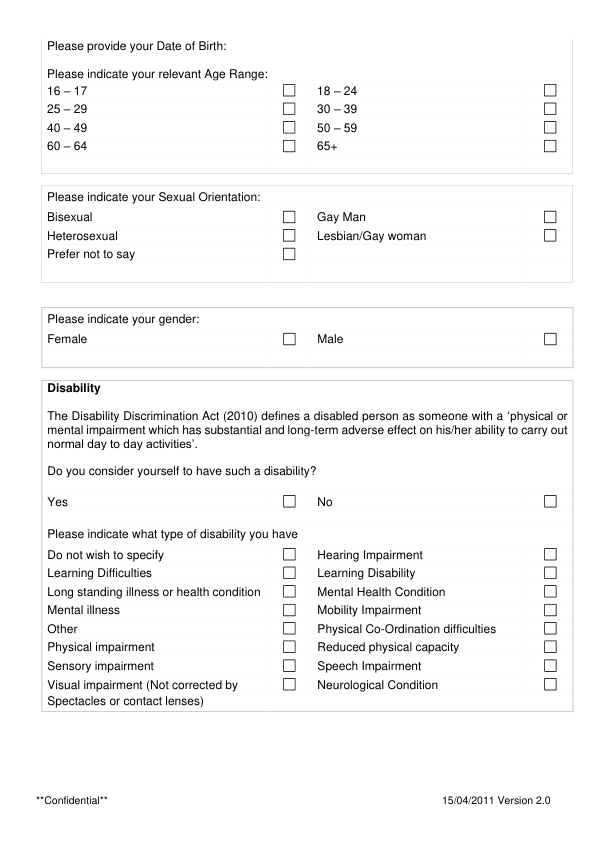 Please provide your Date of Birth:
Please indicate your relevant Age Range:
16 – 17 18 – 24
25 – 29 30 – 39
40 – 49 50 – 59
60 – 64 65+
Please indicate your Sexual Orientation:
Bisexual Gay Man
Heterosexual Lesbian/Gay woman
Prefer not to say
Please indicate your gender:
Female Male
Disability
The Disability Discrimination Act (2010) defines a disabled person as someone with a ‘physical or
mental impairment which has substantial and long-term adverse effect on his/her ability to carry out
normal day to day activities’.
Do you consider yourself to have such a disability?
Yes No
Please indicate what type of disability you have
Do not wish to specify Hearing Impairment
Learning Difficulties Learning Disability
Long standing illness or health condition Mental Health Condition
Mental illness Mobility Impairment
Other Physical Co-Ordination difficulties
Physical impairment Reduced physical capacity
Sensory impairment Speech Impairment
Visual impairment (Not corrected by Neurological Condition
Spectacles or contact lenses)
**Confidential** 15/04/2011 Version 2.0